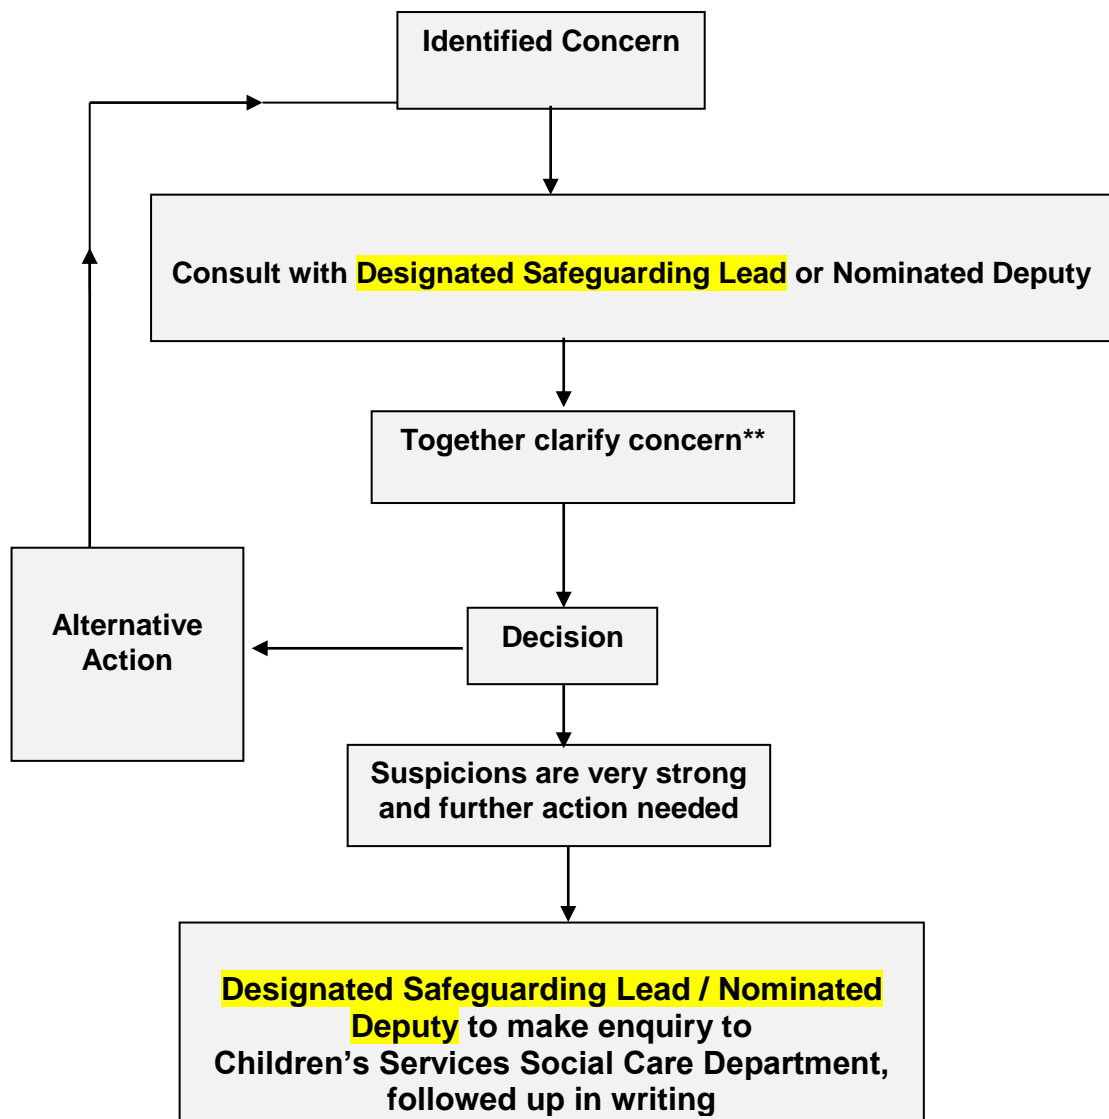 Identified Concern
Consult with Designated Safeguarding Lead or Nominated Deputy
Together clarify concern**
Alternative
Action
Decision
Suspicions are very strong
and further action needed
Designated Safeguarding Lead / Nominated
Deputy to make enquiry to
Children’s Services Social Care Department,
followed up in writing